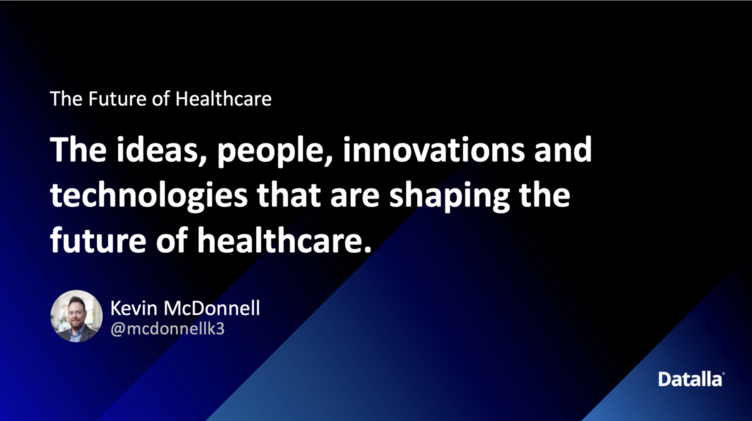 The Future of Healthcare
The ideas, people, innovations and
technologies that are shaping the
future of healthcare.
Kevin McDonnell
@mcdonnellk3
Datalla